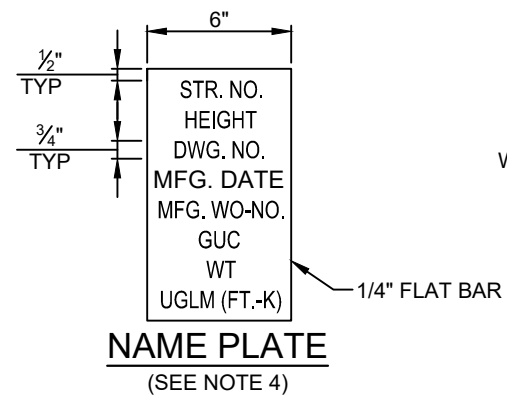 6"
½"
TYP
¾"
TYP
STR. NO.
HEIGHT
DWG. NO.
MFG. DATE
MFG. WO-NO.
GUC
WT
UGLM (FT.-K)
W
1/4" FLAT BAR
NAME PLATE
(SEE NOTE 4)